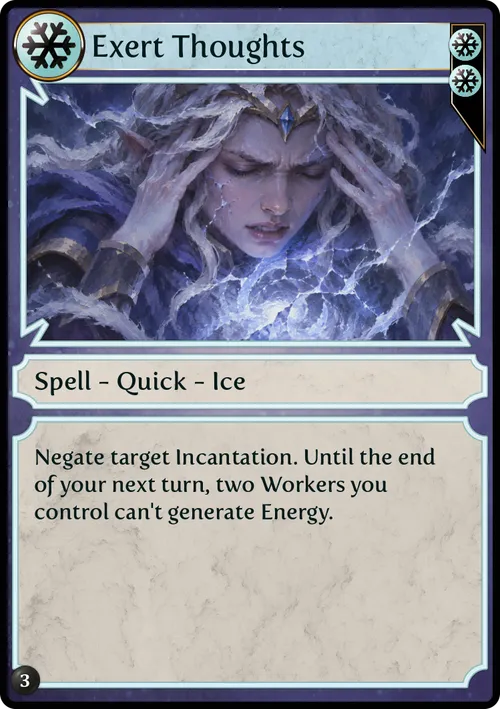 Exert Thoughts
Spell - Quick - Ice
Negate target Incantation. Until the end
of your next turn, two Workers you
control can't generate Energy.
3